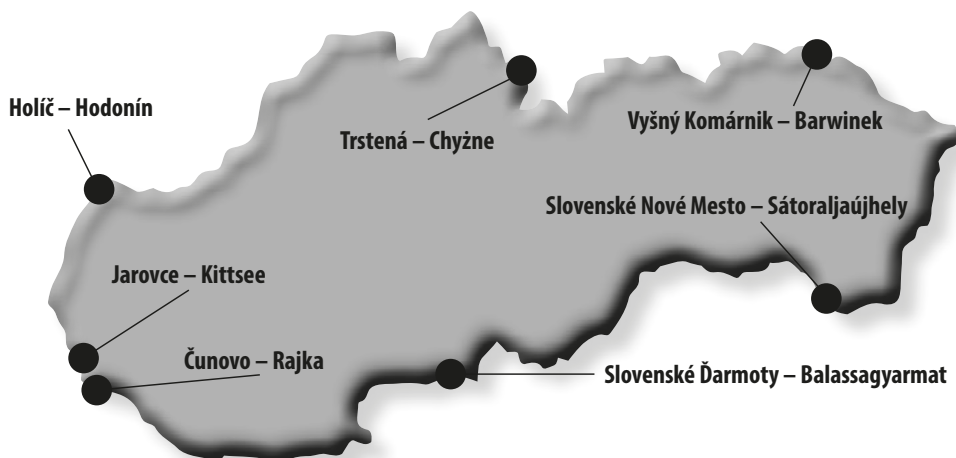 Holíč – Hodonín
Trstená – Chyżne
Vyšný Komárnik – Barwinek
Slovenské Nové Mesto – Sátoraljaújhely
Jarovce – Kittsee
Čunovo – Rajka
Slovenské Ďarmoty – Balassagyarmat